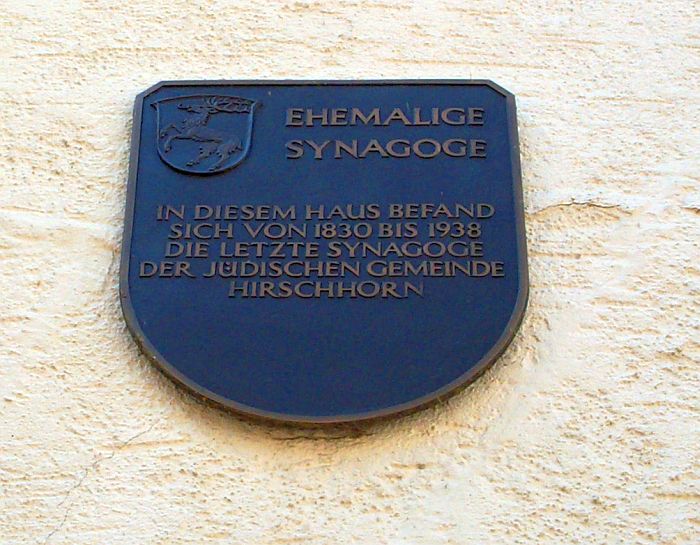 EHEMALIGE
SYNAGOGE
IN DIESEM HAUS BEFAND
SICH VON 1830 BIS 1938
DIE LETZTE SYNAGOGE
DER JÜDISCHEN GEMEINDE
HIRSCHHORN